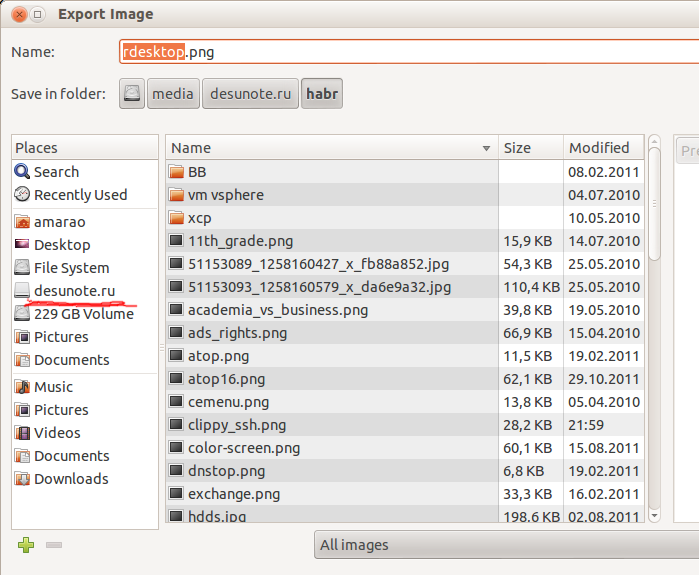 Export Image
Name: rdesktop.png
Save in folder: media desunote.ru habr
Places
Search
Recently Used
amarao
Desktop
File System
desunote.ru
229 GB Volume
Pictures
Documents
Music
Pictures
Videos
Documents
Downloads
Name Size Modified
BB 08.02.2011
vm vsphere 04.07.2010
xcp 10.05.2010
11th_grade.png 15,9 KB 14.07.2010
51153089_1258160427_x_fb88a852.jpg 54,3 KB 25.05.2010
51153093_1258160579_x_da6e9a32.jpg 110,4 KB 25.05.2010
academia_vs_business.png 39,8 KB 19.05.2010
ads_rights.png 66,9 KB 15.04.2010
atop.png 11,5 KB 19.02.2011
atop16.png 62,1 KB 29.10.2011
cemenu.png 13,8 KB 05.04.2010
clippy_ssh.png 28,2 KB 21:59
color-screen.png 60,1 KB 15.08.2011
dnstop.png 6,8 KB 19.02.2011
exchange.png 33,3 KB 16.02.2011
hdds.jpg 198,6 KB 02.08.2011
Pre
All images